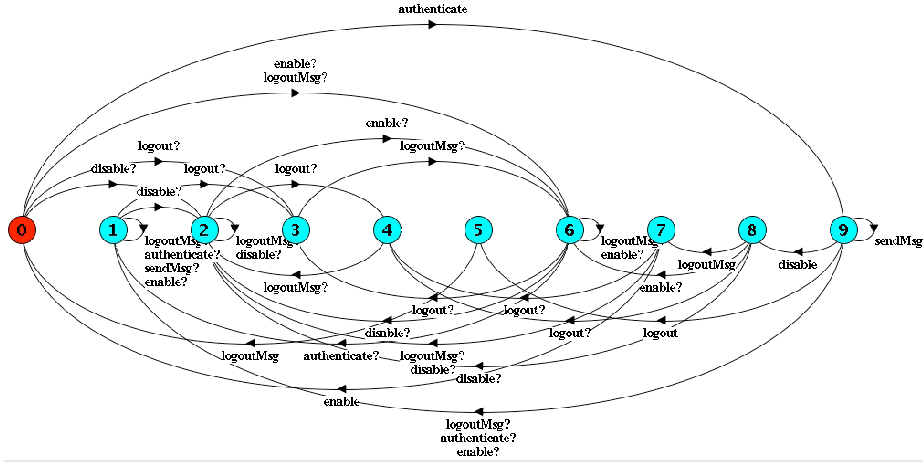 authenticate
enable?
logoutMsg?
enable?
logout?
logoutMsg?
disable?
logout?
logout?
disable?
0
1
2
3
4
5
6
7
8
9
logoutMsg?
authenticate?
sendMsg?
enable?
logoutMsg
disable?
logoutMsg
enable?
sendMsg
logoutMsg
disable
logoutMsg?
enable?
logout?
logout?
disable?
logout?
logout
logoutMsg
authenticate?
logoutMsg?
disable?
disable?
enable
logoutMsg?
authenticate?
enable?